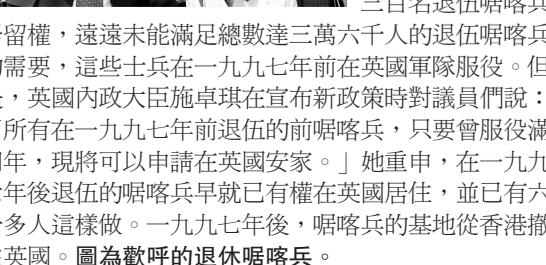 三百名退伍啹喀兵
留權，遠遠未能滿足總數達三萬六千人的退伍啹喀兵
需要，這些士兵在一九九七年前在英國軍隊服役。但
，英國內政大臣施卓琪在宣布新政策時對議員們說：
所有在一九九七年前退伍的前啹喀兵，只要曾服役滿
年，現將可以申請在英國安家。」她重申，在一九九
年後退伍的啹喀兵早就已有權在英國居住，並已有六
多人這樣做。一九九七年後，啹喀兵的基地從香港撤
英國。圖為歡呼的退休啹喀兵。